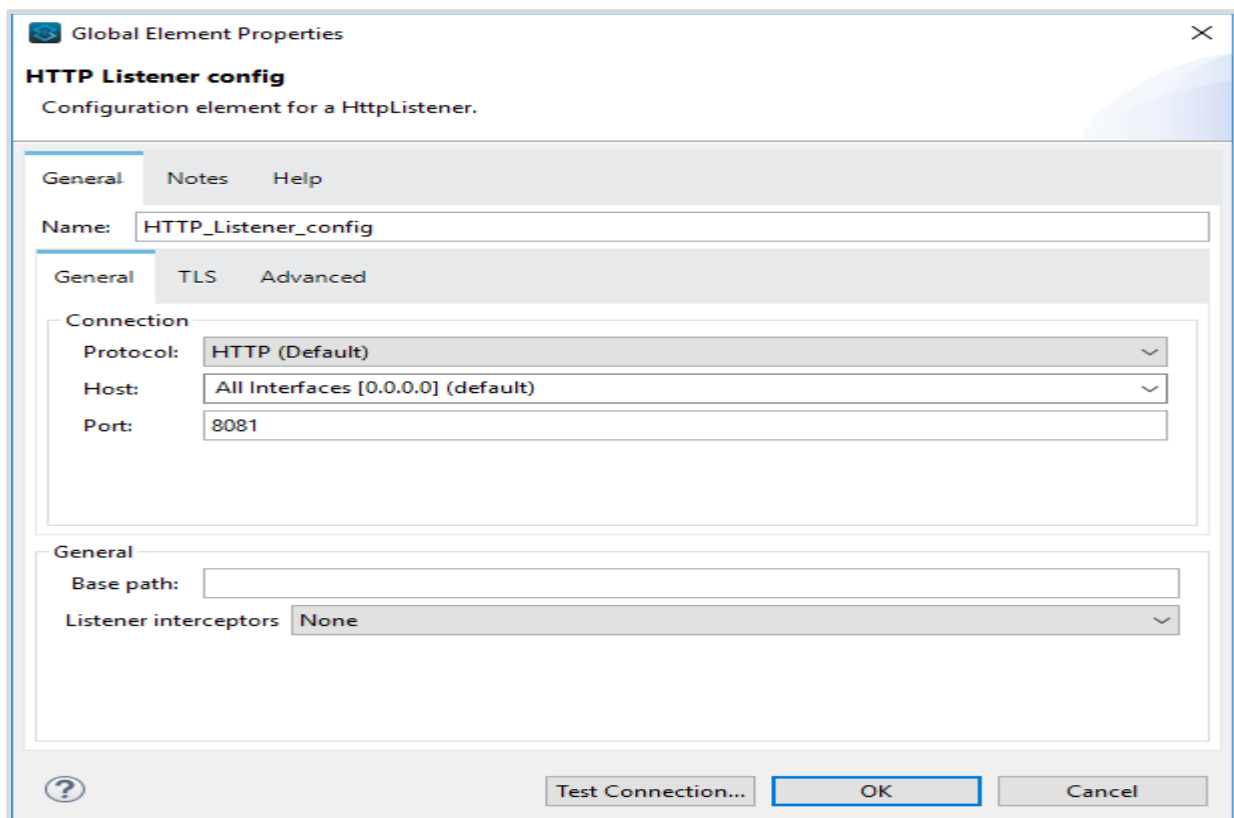 Global Element Properties
HTTP Listener config
Configuration element for a HttpListener.
General Notes Help
Name: HTTP_Listener_config
General TLS Advanced
Connection
Protocol: HTTP (Default)
Host: All Interfaces [0.0.0.0] (default)
Port: 8081
General
Base path:
Listener interceptors None
? Test Connection... OK Cancel